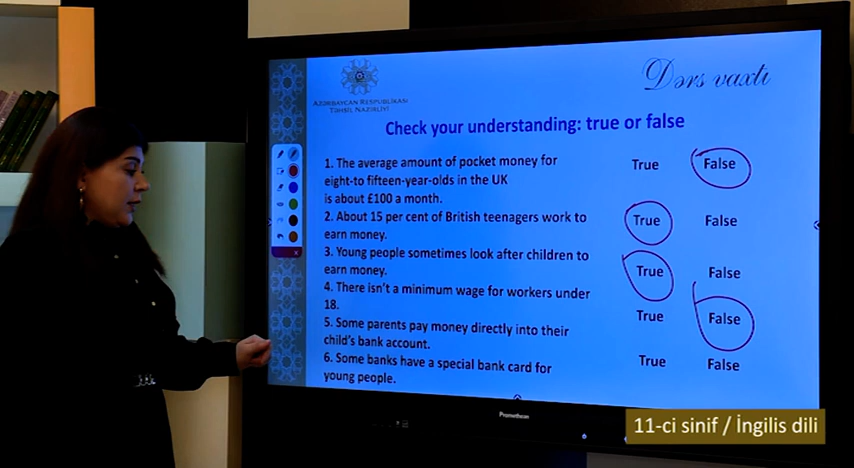 Dərs vaxtı
AZƏRBAYCAN RESPUBLİKASI
TƏHSİL NAZİRLİYİ
Check your understanding: true or false
1. The average amount of pocket money for
eight-to fifteen-year-olds in the UK
is about £100 a month.
True False
2. About 15 per cent of British teenagers work to
earn money.
True False
3. Young people sometimes look after children to
earn money.
True False
4. There isn't a minimum wage for workers under
18.
True False
5. Some parents pay money directly into their
child's bank account.
True False
6. Some banks have a special bank card for
young people.
Promethean
11-ci sinif / İngilis dili